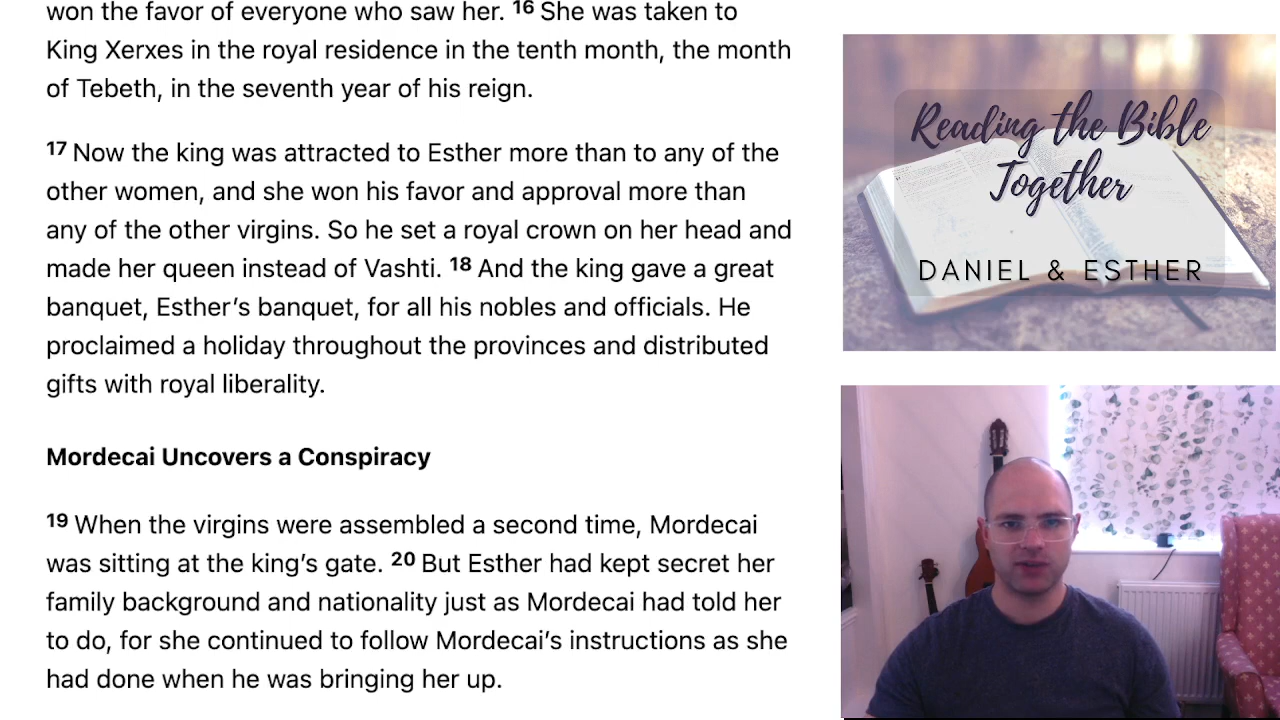 won the favor of everyone who saw her. 16 She was taken to
King Xerxes in the royal residence in the tenth month, the month
of Tebeth, in the seventh year of his reign.
17 Now the king was attracted to Esther more than to any of the
other women, and she won his favor and approval more than
any of the other virgins. So he set a royal crown on her head and
made her queen instead of Vashti. 18 And the king gave a great
banquet, Esther’s banquet, for all his nobles and officials. He
proclaimed a holiday throughout the provinces and distributed
gifts with royal liberality.
Mordecai Uncovers a Conspiracy
19 When the virgins were assembled a second time, Mordecai
was sitting at the king’s gate. 20 But Esther had kept secret her
family background and nationality just as Mordecai had told her
to do, for she continued to follow Mordecai’s instructions as she
had done when he was bringing her up.
Reading the Bible
Together
DANIEL & ESTHER